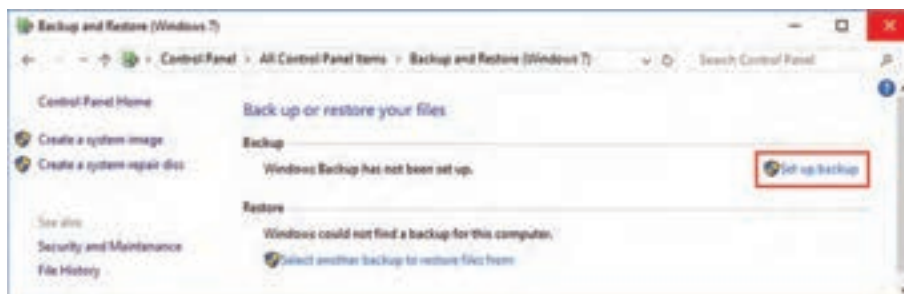 Backup and Restore (Windows 7)
Control Panel > All Control Panel Items > Backup and Restore (Windows 7)
Search Control Panel
Control Panel Home
Create a system image
Create a system repair disc
See also
Security and Maintenance
File History
Back up or restore your files
Backup
Windows Backup has not been set up.
Set up backup
Restore
Windows could not find a backup for this computer.
Select another backup to restore files from